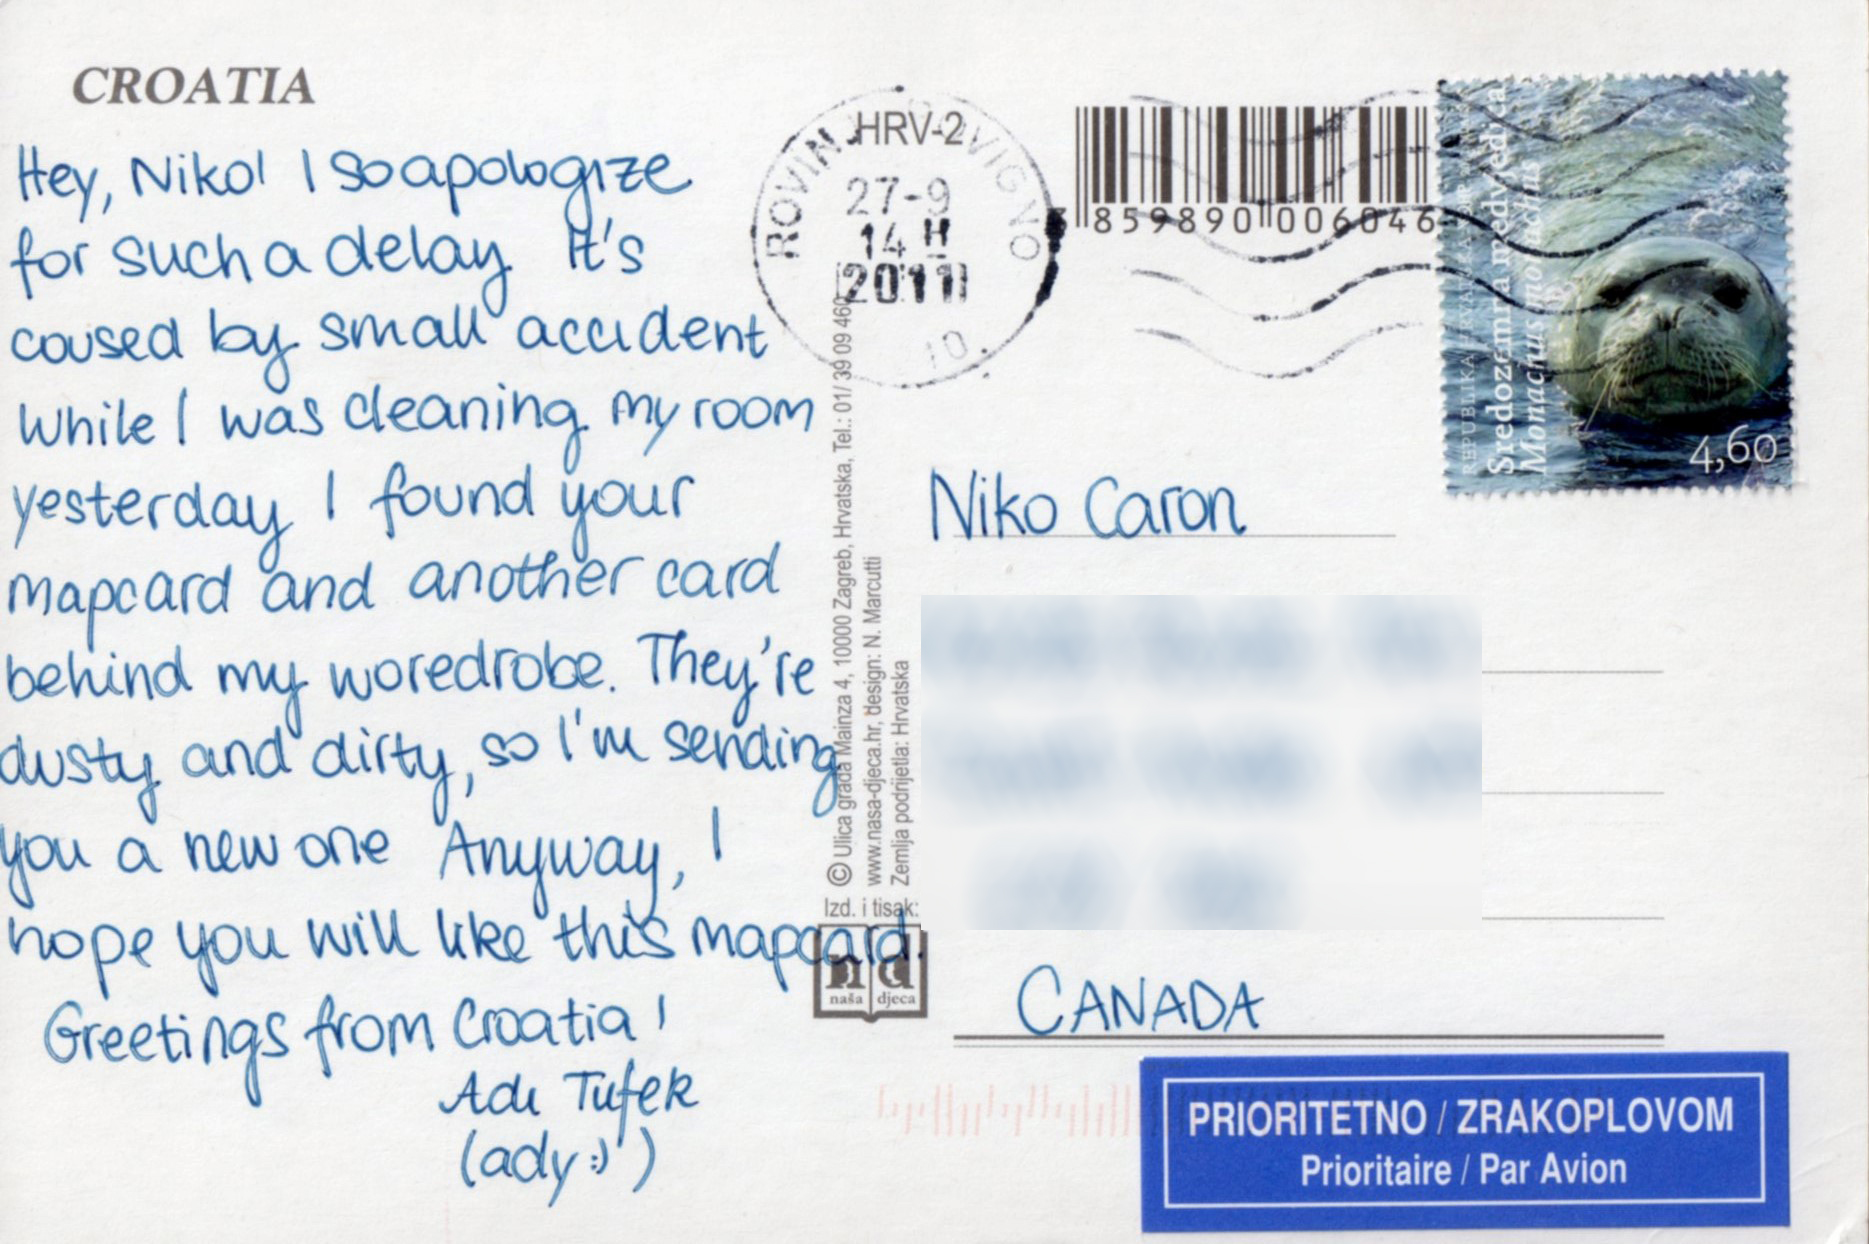 CROATIA
Hey, Niko! I so apologize
for such a delay. It's
coused by small accident
While I was cleaning my room
yesterday I found your
mapcard and another card
behind my woredrobe. They're
dusty and dirty, so I'm sending
you a new one Anyway, I
hope you will like this mapcard.
Greetings from Croatia!
Adu Tufek
(ady :))
© Ulica grada Mainza 4, 10000 Zagreb, Hrvatska, Tel.: 01/ 39 09 460
www.nasa-djeca.hr, design: N. Marcutti
Zemlja podrijetla: Hrvatska
Izd. i tisak:
nd
naša djeca
HRV-2
ROVINJ ROVIGNO
27-9
14 H
2011
10
3 859890 006046
REPUBLIKA HRVATSKA
Sredozemna medvjedica
Monachus monachus
4,60
Niko Caron
CANADA
PRIORITETNO / ZRAKOPLOVOM
Prioritaire / Par Avion